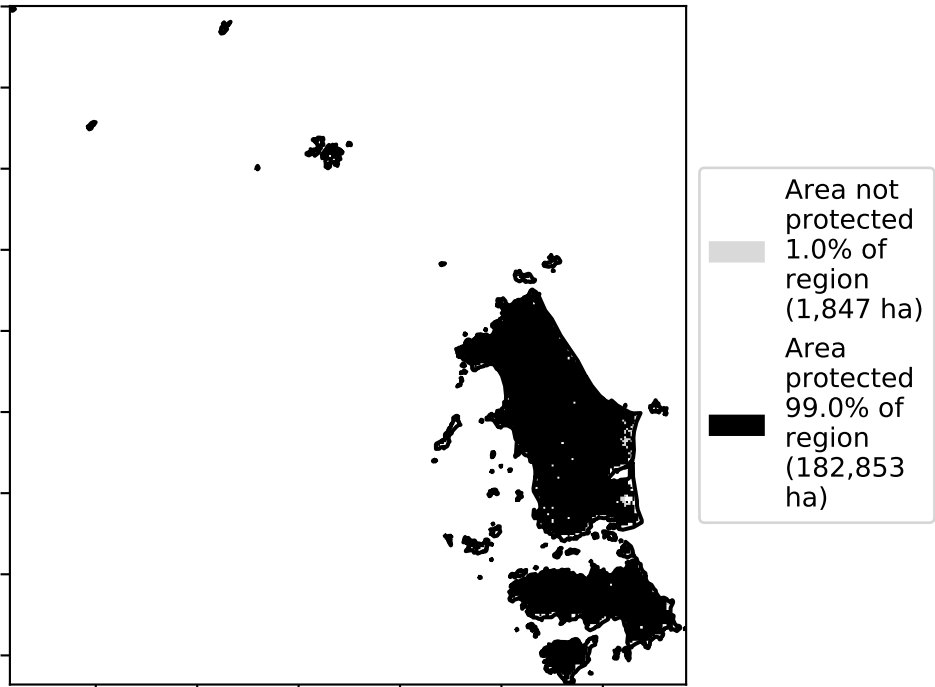 Area not
protected
1.0% of
region
(1,847 ha)
Area
protected
99.0% of
region
(182,853
ha)